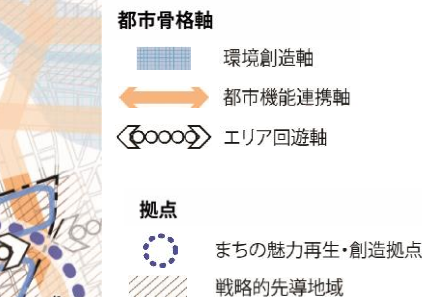 都市骨格軸
環境創造軸
都市機能連携軸
エリア回遊軸
拠点
まちの魅力再生・創造拠点
戦略的先導地域